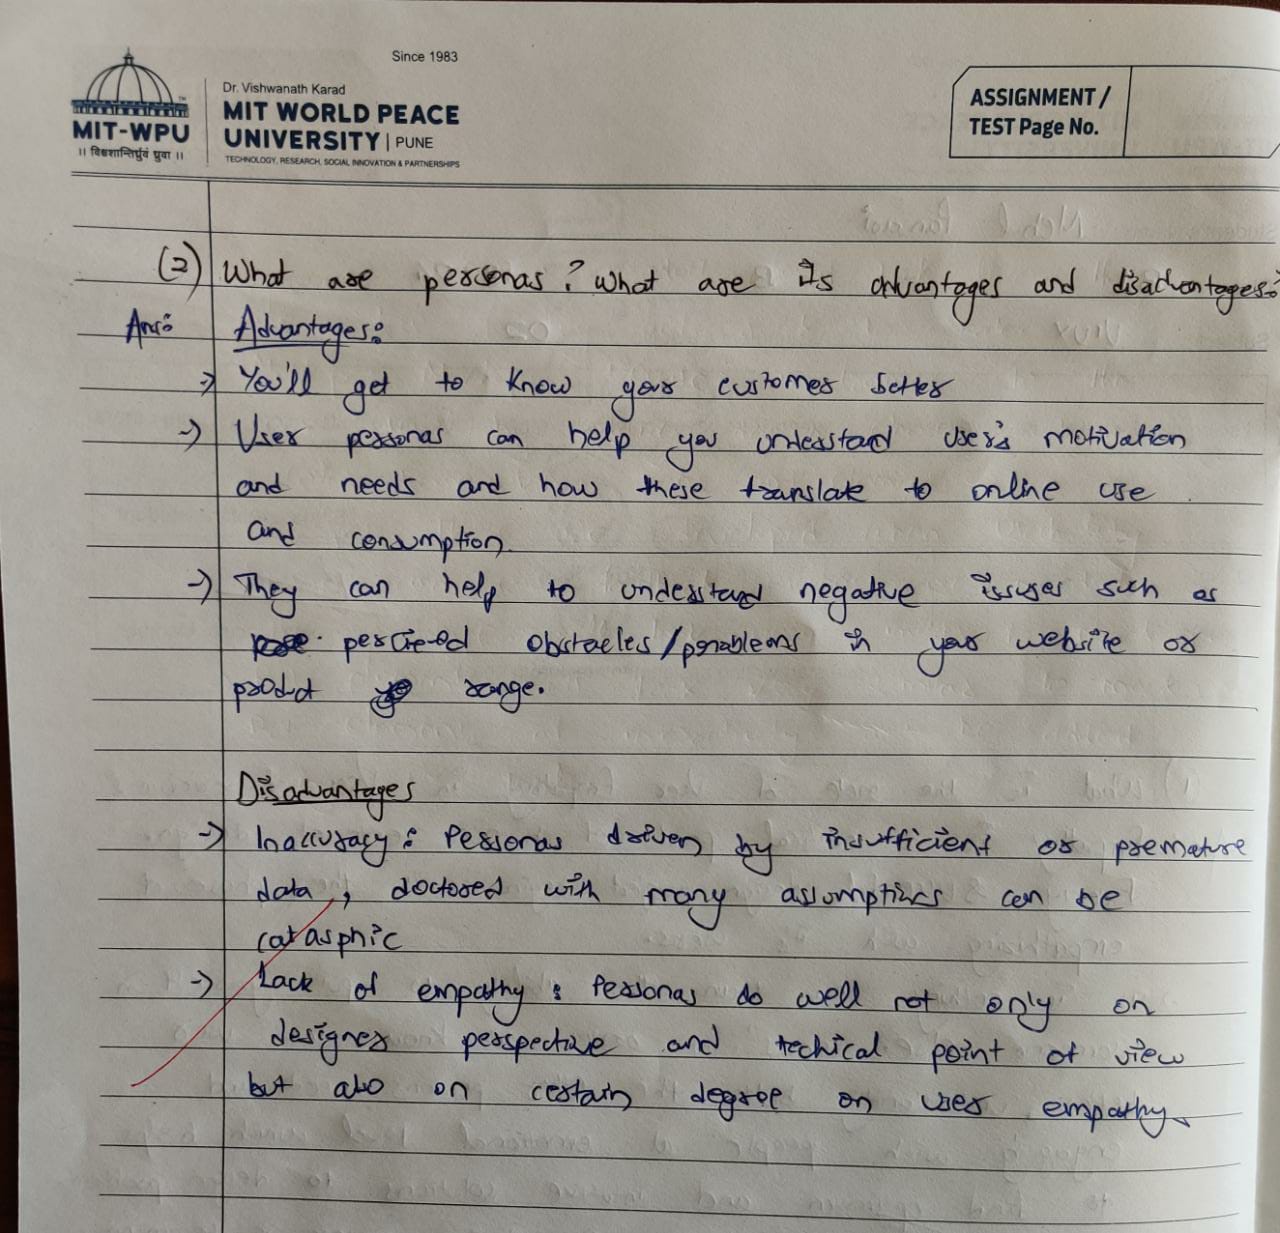 Since 1983
Dr. Vishwanath Karad
MIT WORLD PEACE
UNIVERSITY | PUNE
TECHNOLOGY, RESEARCH, SOCIAL INNOVATION & PARTNERSHIPS
MIT-WPU
॥ विश्वशान्तिर्ध्रुवं ध्रुवा ॥
ASSIGNMENT /
TEST Page No.
(2) What are personas? What are its advantages and disadvantages?
Ans: Advantages:
→ You'll get to know your customer better
→ User personas can help you understand user's motivation
and needs and how these translate to online use
and consumption.
→ They can help to understand negative issuses such as
percieved obstacles/porablems in your website or
product range.
Disadvantages
→ Inaccuracy: Personas driven by insufficient or premature
data, doctored with many assumptions can be
catasphic
→ Lack of empathy: Personas do well not only on
designer perspective and techical point of view
but also on certain degree on user empathy.